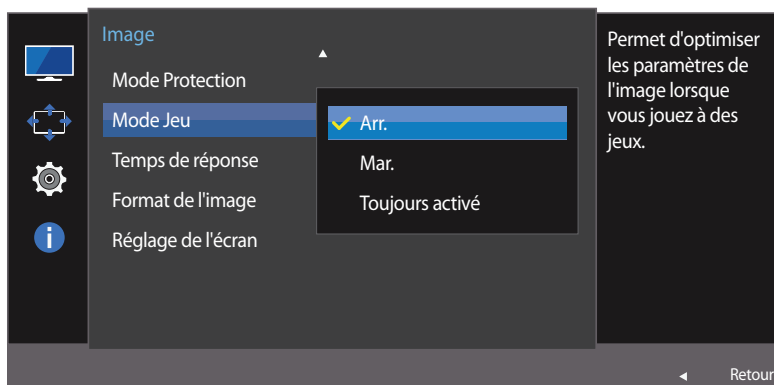 Image
Mode Protection
Mode Jeu
Temps de réponse
Format de l'image
Réglage de l'écran
Arr.
Mar.
Toujours activé
Permet d'optimiser
les paramètres de
l'image lorsque
vous jouez à des
jeux.
Retour